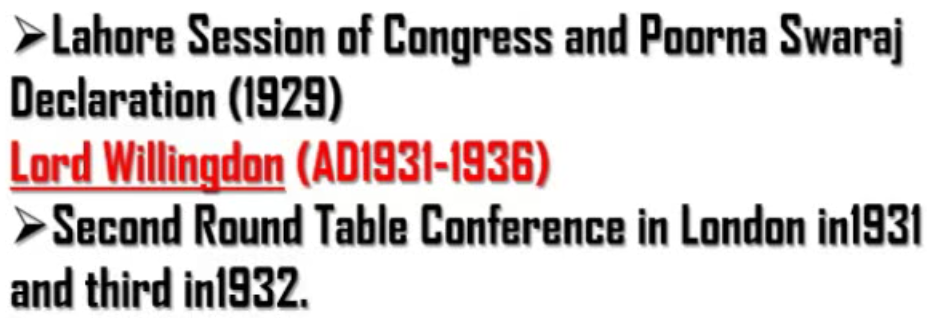 ➢Lahore Session of Congress and Poorna Swaraj
Declaration (1929)
Lord Willingdon (AD1931-1936)
➢Second Round Table Conference in London in1931
and third in1932.